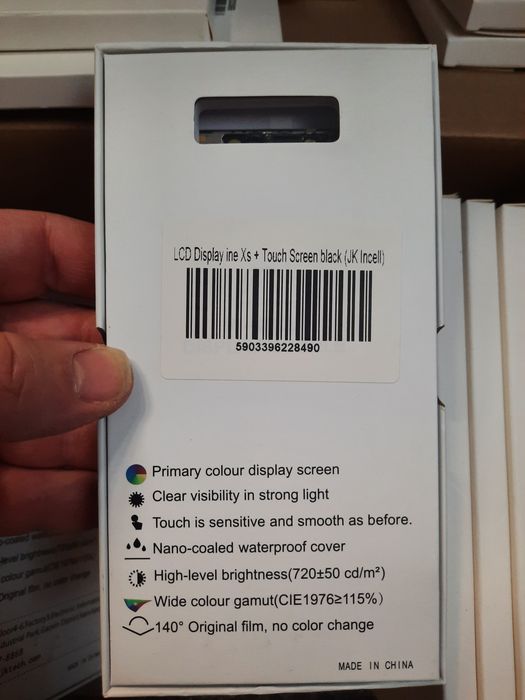 LCD Display ine Xs + Touch Screen black (JK Incell)
5903396228490
Primary colour display screen
Clear visibility in strong light
Touch is sensitive and smooth as before.
Nano-coaled waterproof cover
High-level brightness(720±50 cd/m²)
Wide colour gamut(CIE1976≥115%)
140° Original film, no color change
MADE IN CHINA